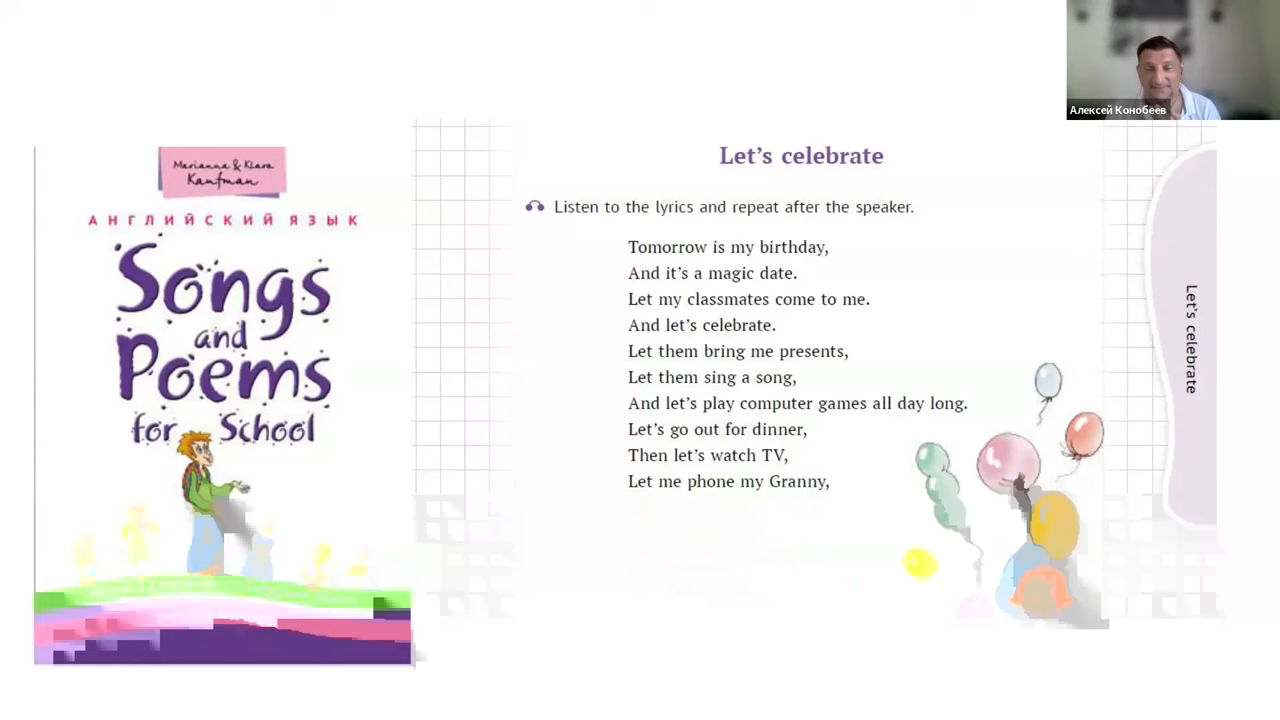 Алексей Конобеев
Marianna & Klara
Kaufman
АНГЛИЙСКИЙ ЯЗЫК
Songs
and
Poems
for School
Let's celebrate
Listen to the lyrics and repeat after the speaker.
Tomorrow is my birthday,
And it's a magic date.
Let my classmates come to me.
And let's celebrate.
Let them bring me presents,
Let them sing a song,
And let's play computer games all day long.
Let's go out for dinner,
Then let's watch TV,
Let me phone my Granny,
Let's celebrate